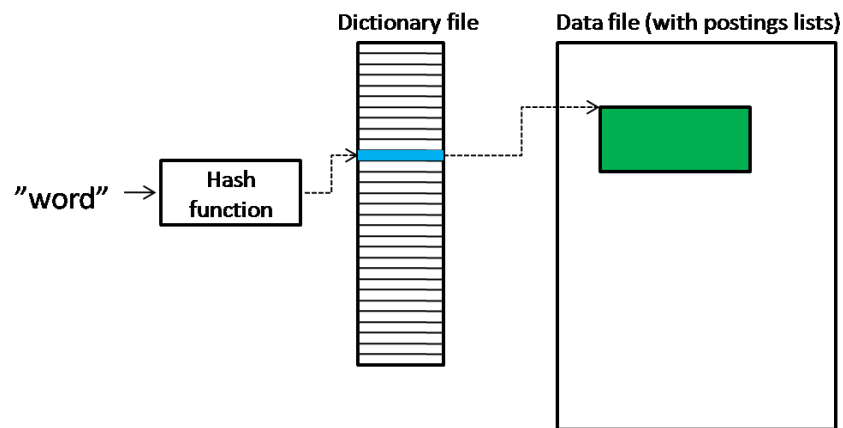 Dictionary file
Data file (with postings lists)
”word”
Hash
function